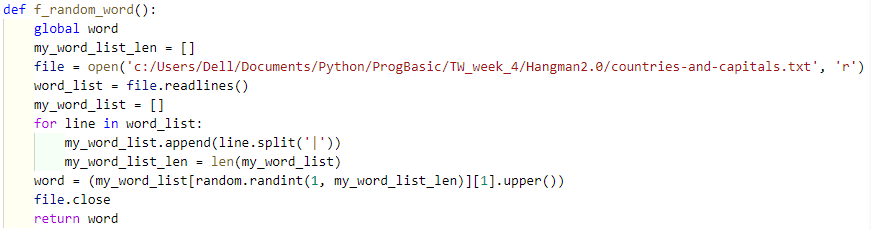 def f_random_word():
    global word
    my_word_list_len = []
    file = open('c:/Users/Dell/Documents/Python/ProgBasic/TW_week_4/Hangman2.0/countries-and-capitals.txt', 'r')
    word_list = file.readlines()
    my_word_list = []
    for line in word_list:
        my_word_list.append(line.split('|'))
        my_word_list_len = len(my_word_list)
    word = (my_word_list[random.randint(1, my_word_list_len)][1].upper())
    file.close
    return word